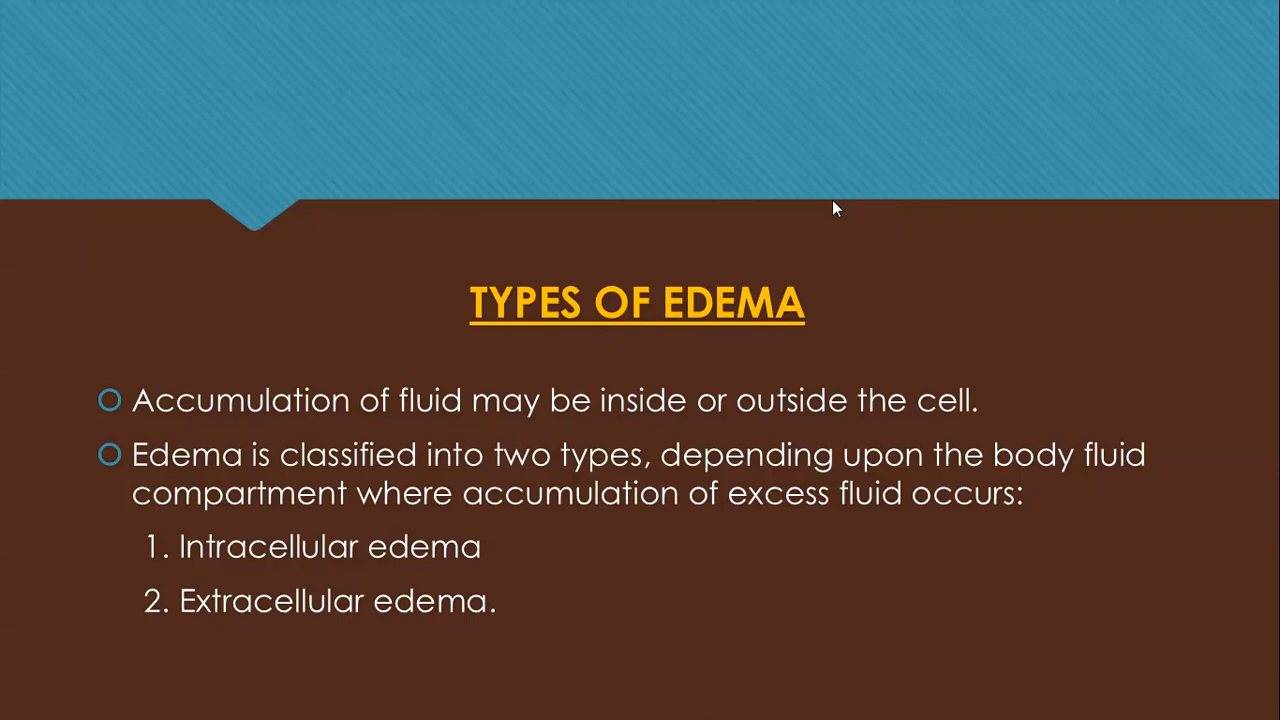 TYPES OF EDEMA
Accumulation of fluid may be inside or outside the cell.
Edema is classified into two types, depending upon the body fluid
compartment where accumulation of excess fluid occurs:
1. Intracellular edema
2. Extracellular edema.